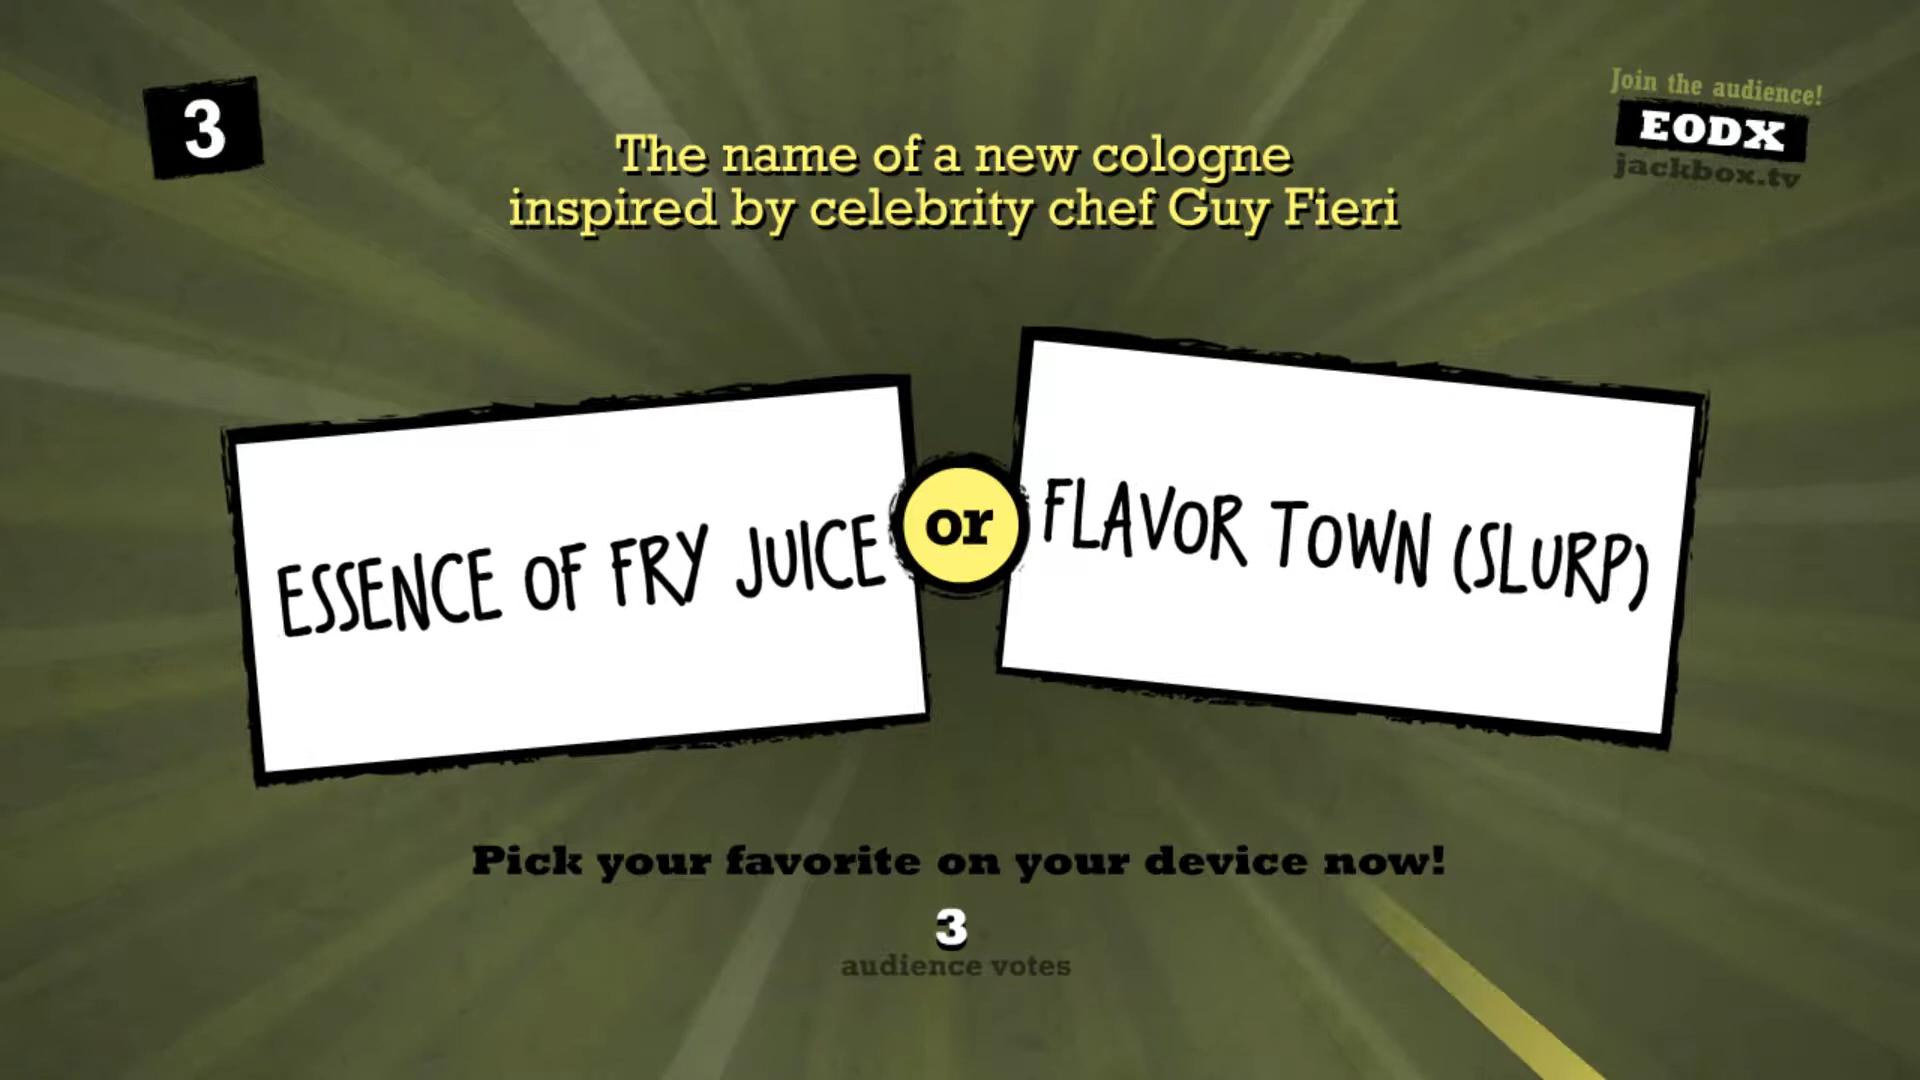 3
Join the audience!
EODX
jackbox.tv
The name of a new cologne
inspired by celebrity chef Guy Fieri
ESSENCE OF FRY JUICE
or
FLAVOR TOWN (SLURP)
Pick your favorite on your device now!
3
audience votes